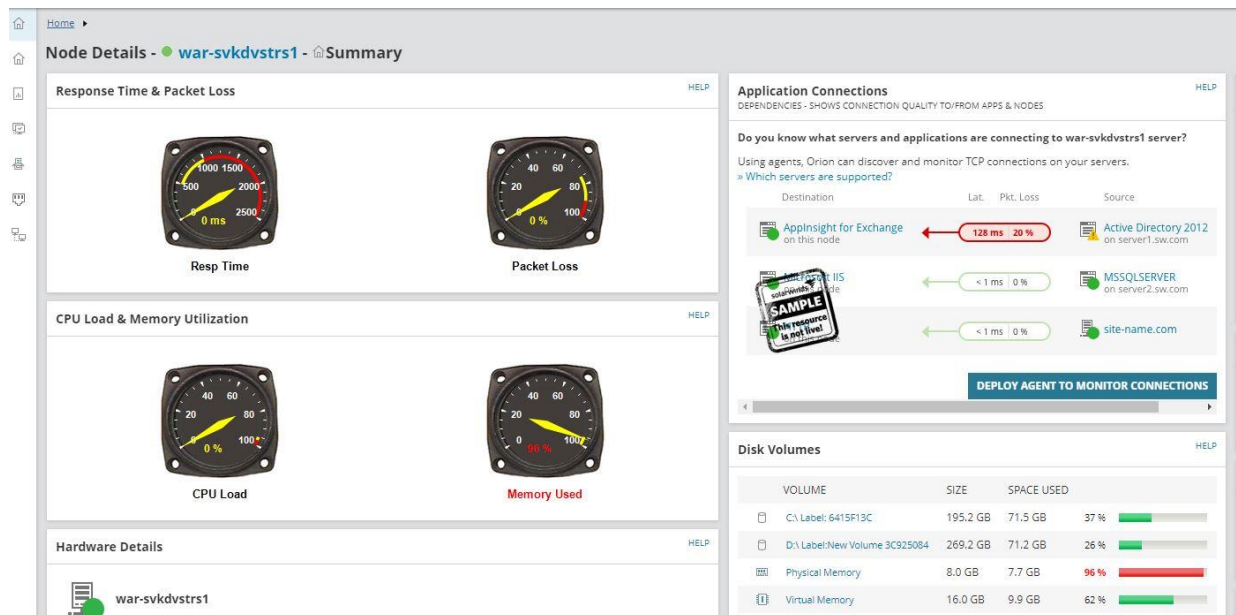 Home
Node Details - war-svkdvstrs1 - Summary
Response Time & Packet Loss
HELP
500 1000 1500 2000 2500
0 ms
Resp Time
20 40 60 80 100
0 %
Packet Loss
CPU Load & Memory Utilization
HELP
20 40 60 80 100
0 %
CPU Load
0 20 40 60 80 100
96 %
Memory Used
Hardware Details
HELP
war-svkdvstrs1
Application Connections
HELP
DEPENDENCIES - SHOWS CONNECTION QUALITY TO/FROM APPS & NODES
Do you know what servers and applications are connecting to war-svkdvstrs1 server?
Using agents, Orion can discover and monitor TCP connections on your servers.
» Which servers are supported?
Destination Lat. Pkt. Loss Source
AppInsight for Exchange 128 ms 20 % Active Directory 2012
on this node on server1.sw.com
Microsoft IIS < 1 ms 0 % MSSQLSERVER
on this node on server2.sw.com
< 1 ms 0 % site-name.com
on this node
solarwinds
SAMPLE
This resource
is not live!
DEPLOY AGENT TO MONITOR CONNECTIONS
Disk Volumes
HELP
VOLUME SIZE SPACE USED
C:\ Label: 6415F13C 195.2 GB 71.5 GB 37 %
D:\ Label:New Volume 3C925084 269.2 GB 71.2 GB 26 %
Physical Memory 8.0 GB 7.7 GB 96 %
Virtual Memory 16.0 GB 9.9 GB 62 %